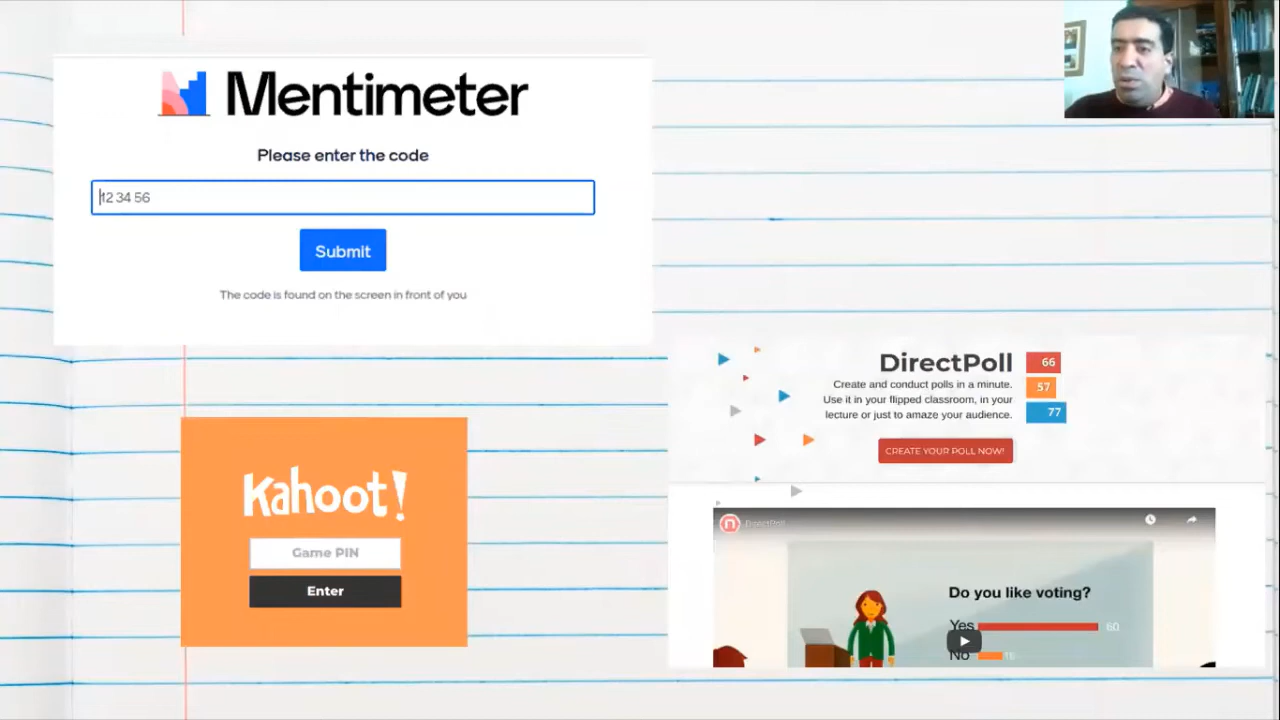 Mentimeter
Please enter the code
12 34 56
Submit
The code is found on the screen in front of you
Kahoot!
Game PIN
Enter
DirectPoll
Create and conduct polls in a minute.
Use it in your flipped classroom, in your
lecture or just to amaze your audience.
CREATE YOUR POLL NOW!
66
57
77
n
DirectPoll
Do you like voting?
Yes 60
No 16